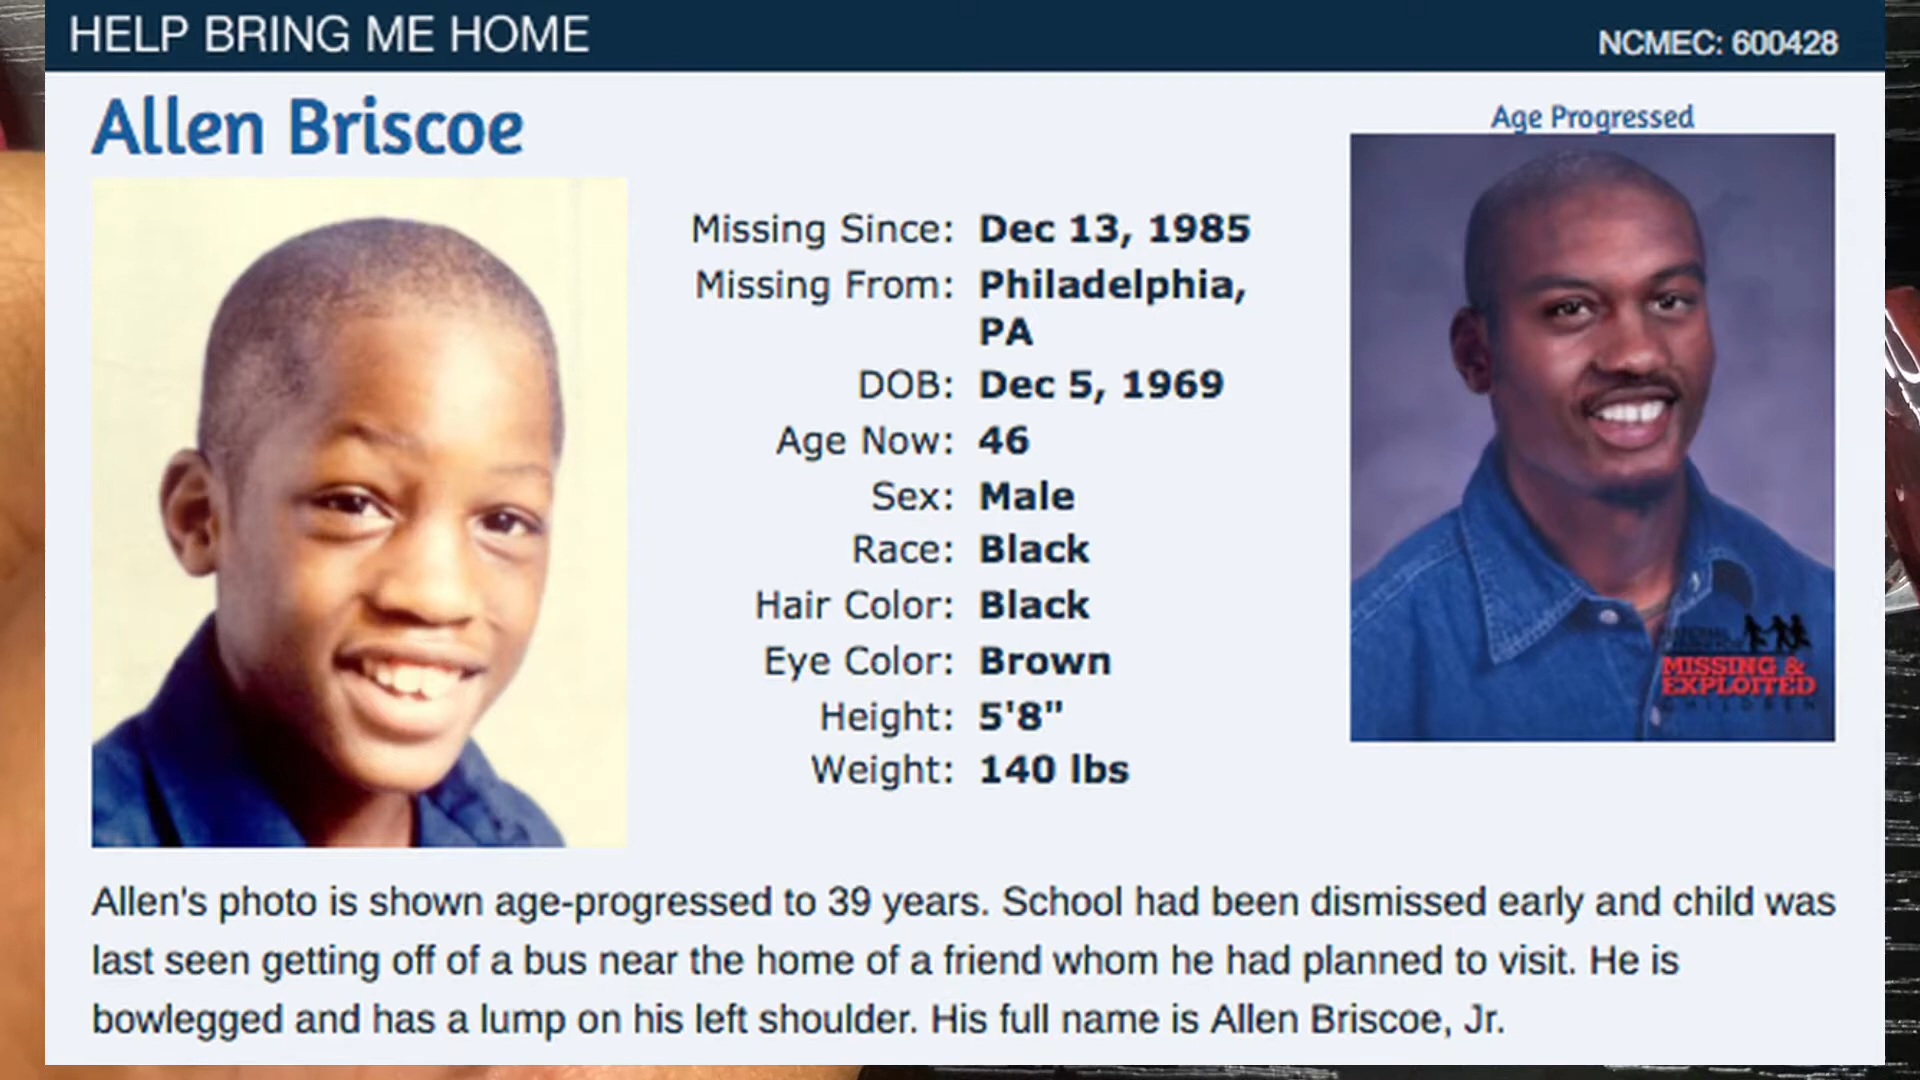 HELP BRING ME HOME
NCMEC: 600428
Allen Briscoe
Age Progressed
Missing Since: Dec 13, 1985
Missing From: Philadelphia,
PA
DOB: Dec 5, 1969
Age Now: 46
Sex: Male
Race: Black
Hair Color: Black
Eye Color: Brown
Height: 5'8"
Weight: 140 lbs
MISSING &
EXPLOITED
CHILDREN
Allen's photo is shown age-progressed to 39 years. School had been dismissed early and child was
last seen getting off of a bus near the home of a friend whom he had planned to visit. He is
bowlegged and has a lump on his left shoulder. His full name is Allen Briscoe, Jr.